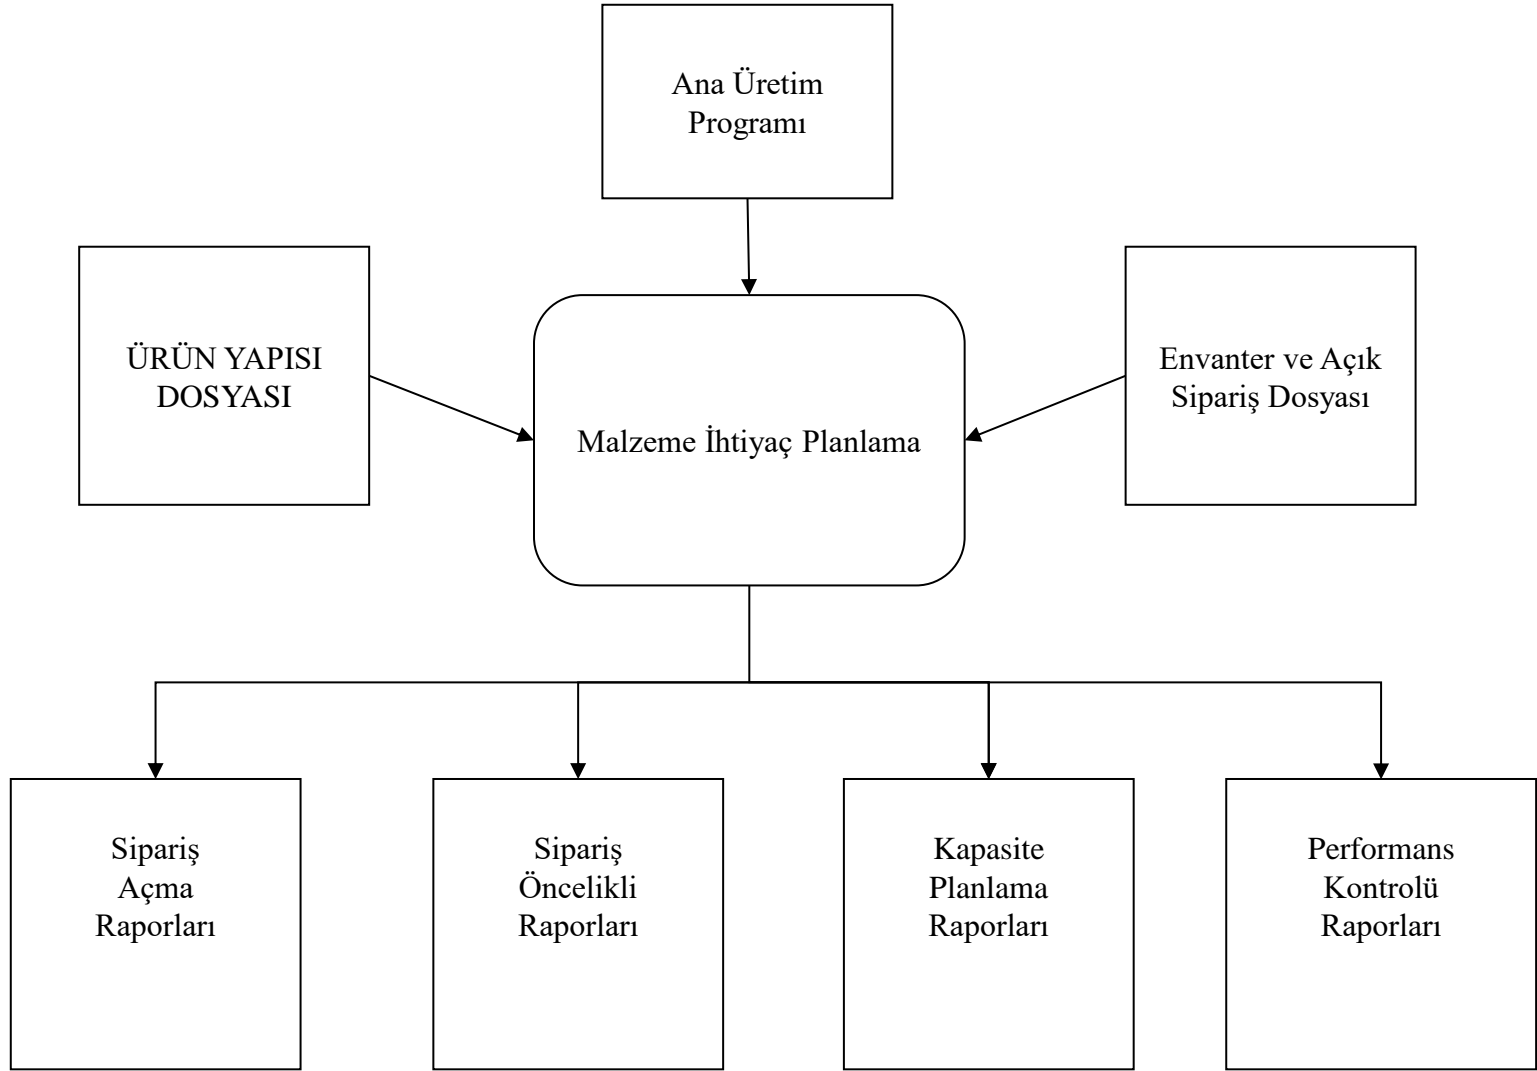 Ana Üretim
Programı
ÜRÜN YAPISI
DOSYASI
Envanter ve Açık
Sipariş Dosyası
Malzeme İhtiyaç Planlama
Sipariş
Açma
Raporları
Sipariş
Öncelikli
Raporları
Kapasite
Planlama
Raporları
Performans
Kontrolü
Raporları